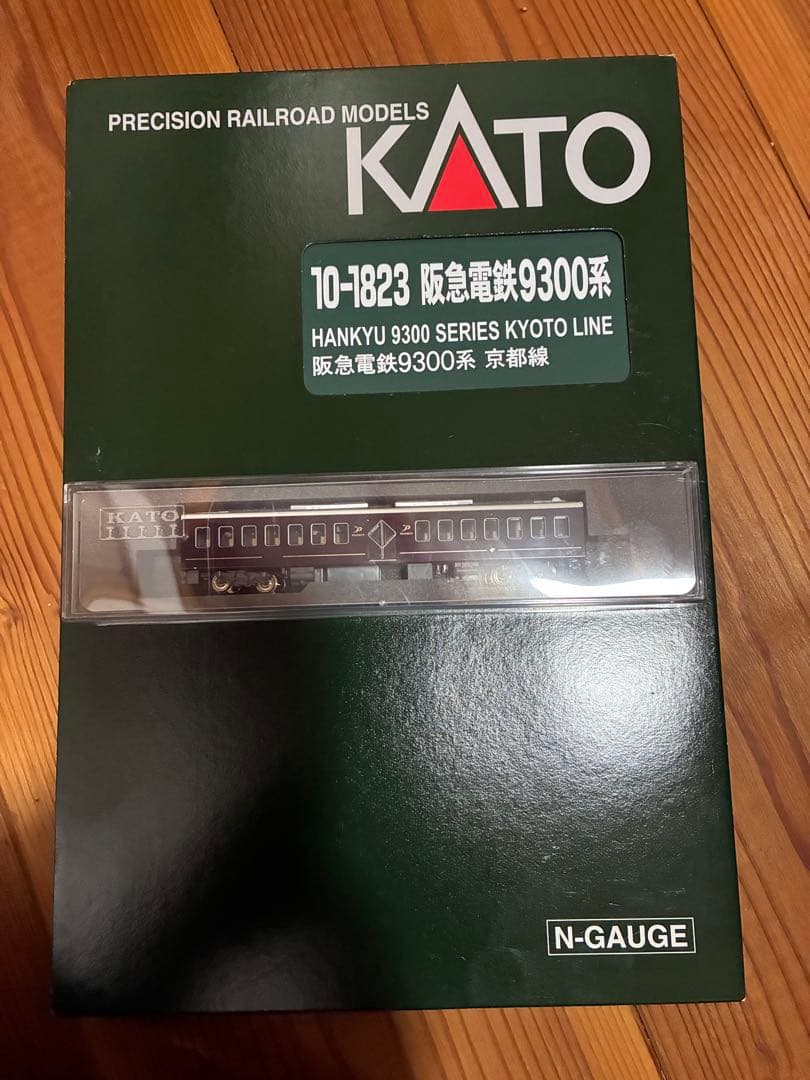 PRECISION RAILROAD MODELS
KATO
10-1823 阪急電鉄9300系
HANKYU 9300 SERIES KYOTO LINE
阪急電鉄9300系 京都線
KATO
N-GAUGE